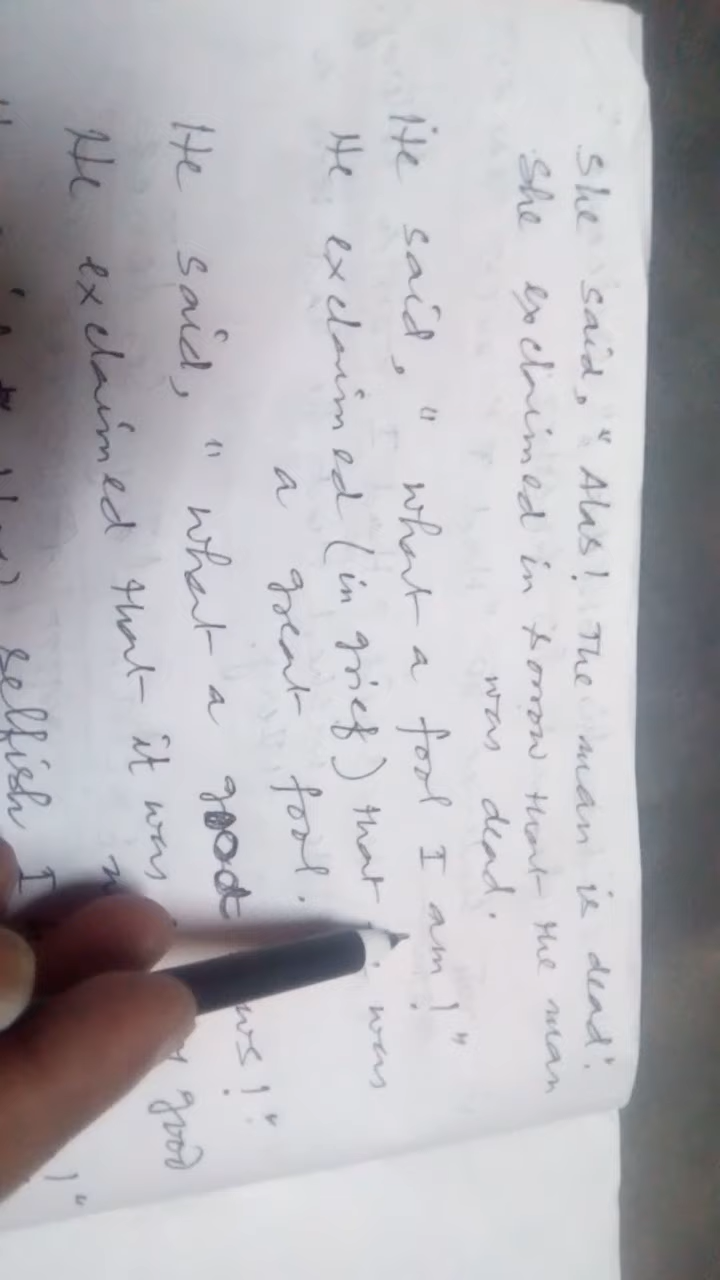 She said, "Alas! The man is dead".
She exclaimed in sorrow that the man
was dead.
He said, " what a fool I am! "
He exclaimed (in grief) that was
a great fool.
He said, " what a good !"
He exclaimed that it was good
selfish I !"